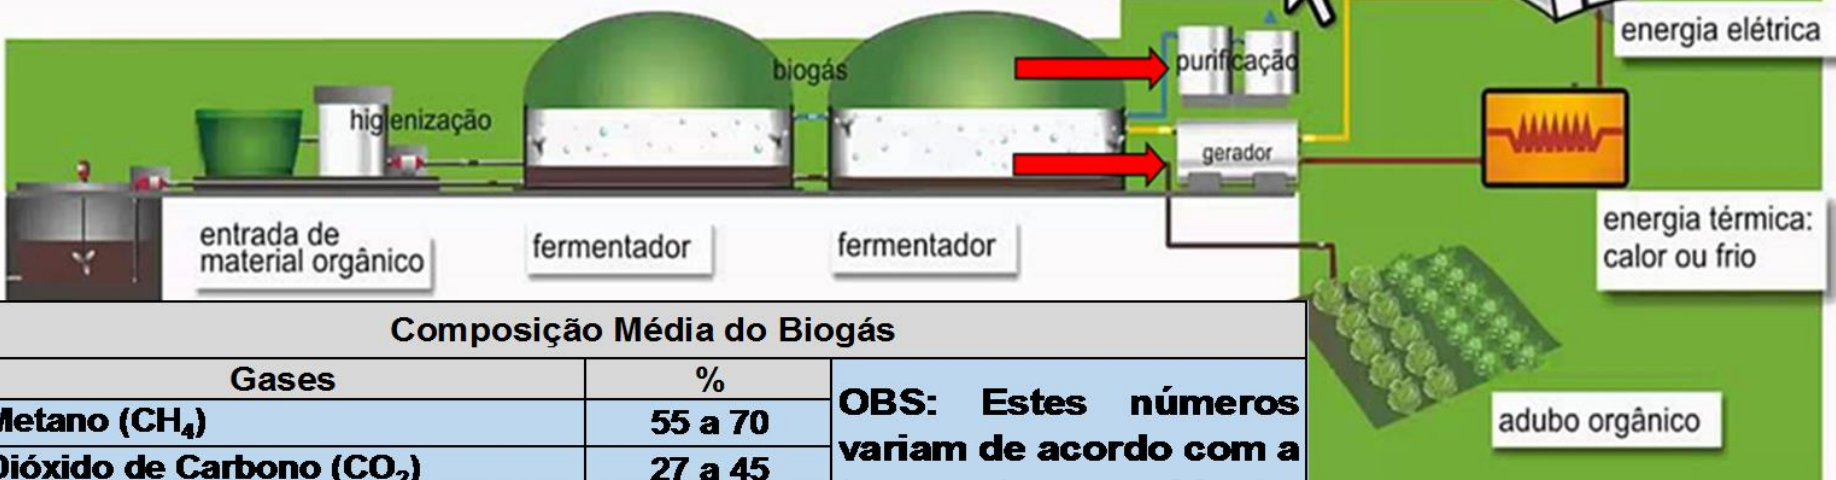 energia elétrica
biogás
purificação
higienização
gerador
entrada de
material orgânico
fermentador
fermentador
energia térmica:
calor ou frio
adubo orgânico
Composição Média do Biogás
Gases
%
Metano (CH₄)
55 a 70
Dióxido de Carbono (CO₂)
27 a 45
OBS: Estes números
variam de acordo com a